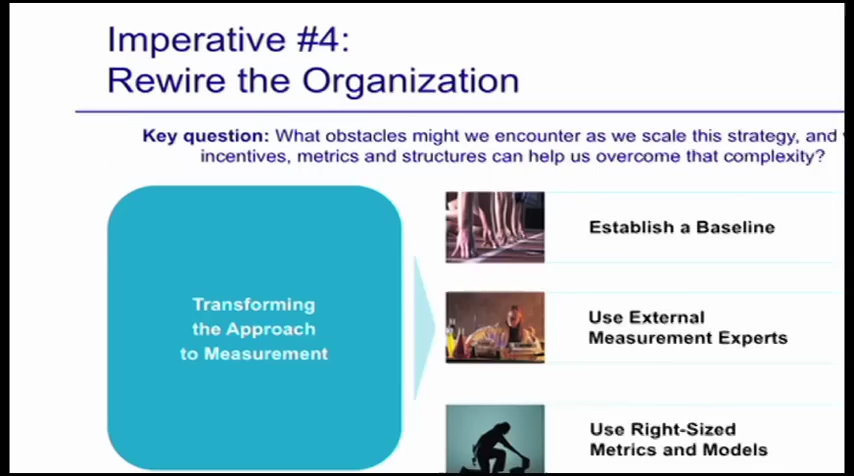 Imperative #4:
Rewire the Organization
Key question: What obstacles might we encounter as we scale this strategy, and
incentives, metrics and structures can help us overcome that complexity?
Transforming
the Approach
to Measurement
Establish a Baseline
Use External
Measurement Experts
Use Right-Sized
Metrics and Models